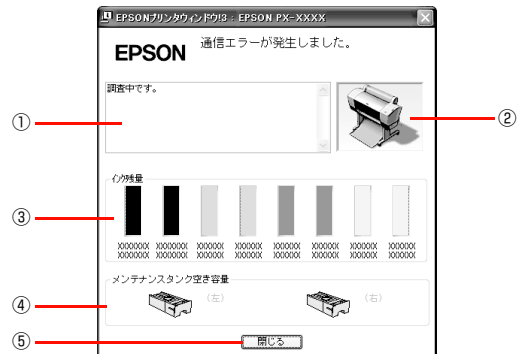 EPSONプリンタウィンドウ!3 : EPSON PX-XXXX
EPSON
通信エラーが発生しました。
調査中です。
①
②
インク残量
③
XXXXXXX XXXXXXX XXXXXXX XXXXXXX XXXXXXX XXXXXXX XXXXXXX XXXXXXX
XXXXXXX XXXXXXX XXXXXXX XXXXXXX XXXXXXX XXXXXXX XXXXXXX XXXXXXX
メンテナンスタンク空き容量
④
(左)
(右)
⑤
閉じる